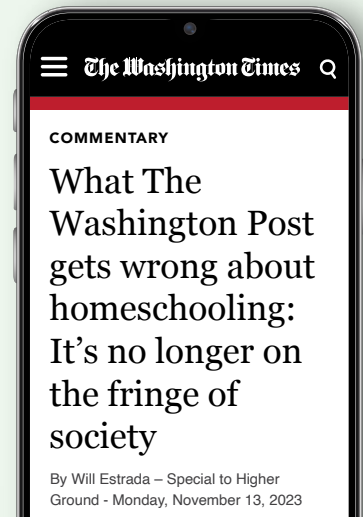 The Washington Times
COMMENTARY
What The
Washington Post
gets wrong about
homeschooling:
It’s no longer on
the fringe of
society
By Will Estrada – Special to Higher
Ground - Monday, November 13, 2023